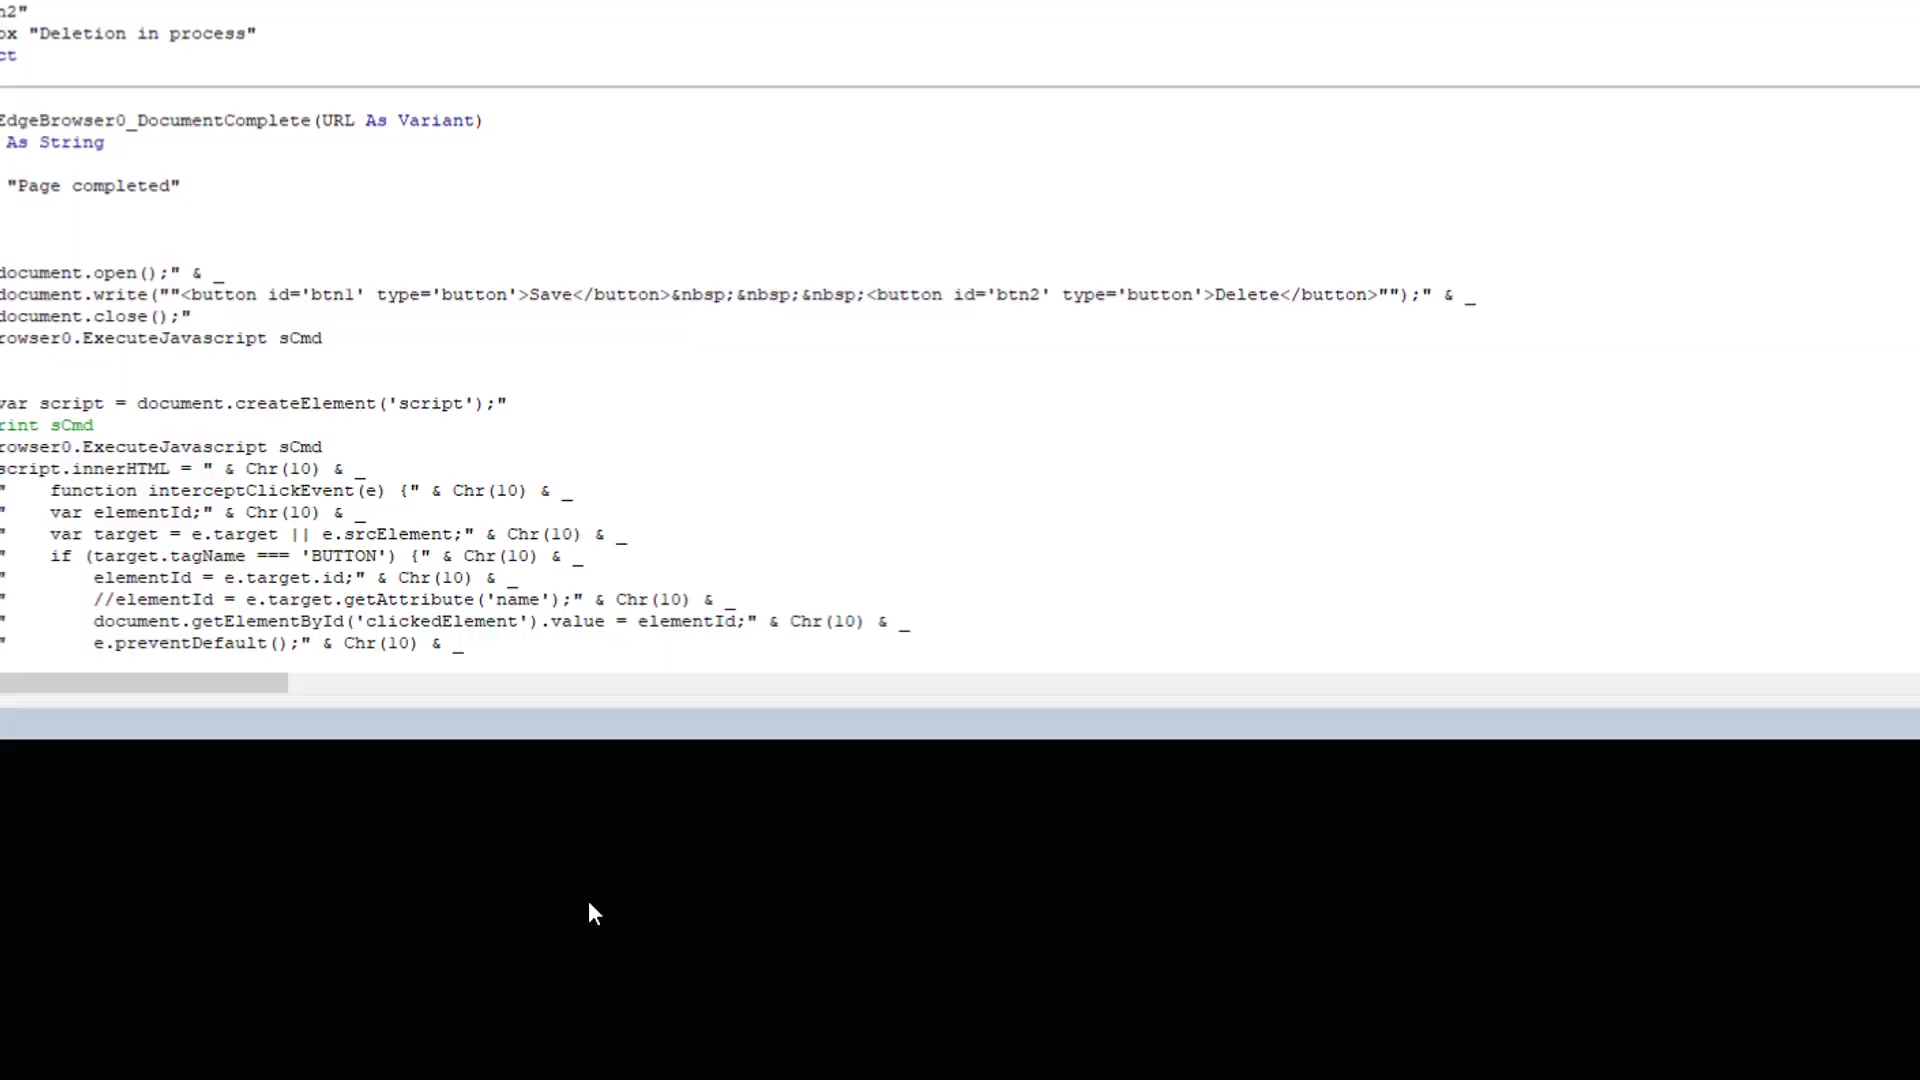 n2"
ox "Deletion in process"
ct
EdgeBrowser0_DocumentComplete(URL As Variant)
As String
"Page completed"
document.open();" & _
document.write(""<button id='btn1' type='button'>Save</button>&nbsp;&nbsp;&nbsp;<button id='btn2' type='button'>Delete</button>"");" & _
document.close();"
rowser0.ExecuteJavascript sCmd
var script = document.createElement('script');"
rint sCmd
rowser0.ExecuteJavascript sCmd
script.innerHTML = " & Chr(10) & _
"    function interceptClickEvent(e) {" & Chr(10) & _
"    var elementId;" & Chr(10) & _
"    var target = e.target || e.srcElement;" & Chr(10) & _
"    if (target.tagName === 'BUTTON') {" & Chr(10) & _
"        elementId = e.target.id;" & Chr(10) & _
"        //elementId = e.target.getAttribute('name');" & Chr(10) & _
"        document.getElementById('clickedElement').value = elementId;" & Chr(10) & _
"        e.preventDefault();" & Chr(10) & _